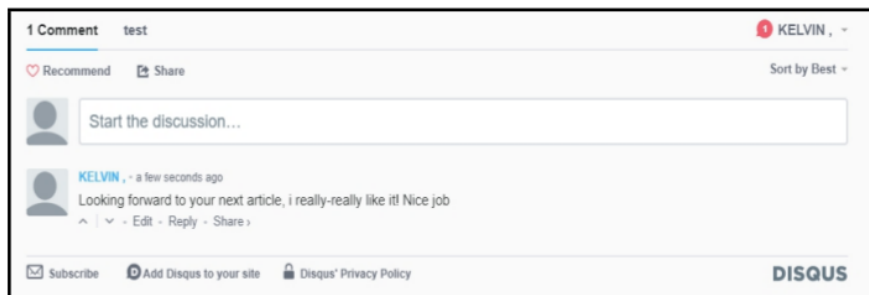 1 Comment test 1 KELVIN ,
Recommend Share Sort by Best
Start the discussion...
KELVIN , - a few seconds ago
Looking forward to your next article, i really-really like it! Nice job
- Edit - Reply - Share ›
Subscribe Add Disqus to your site Disqus' Privacy Policy DISQUS